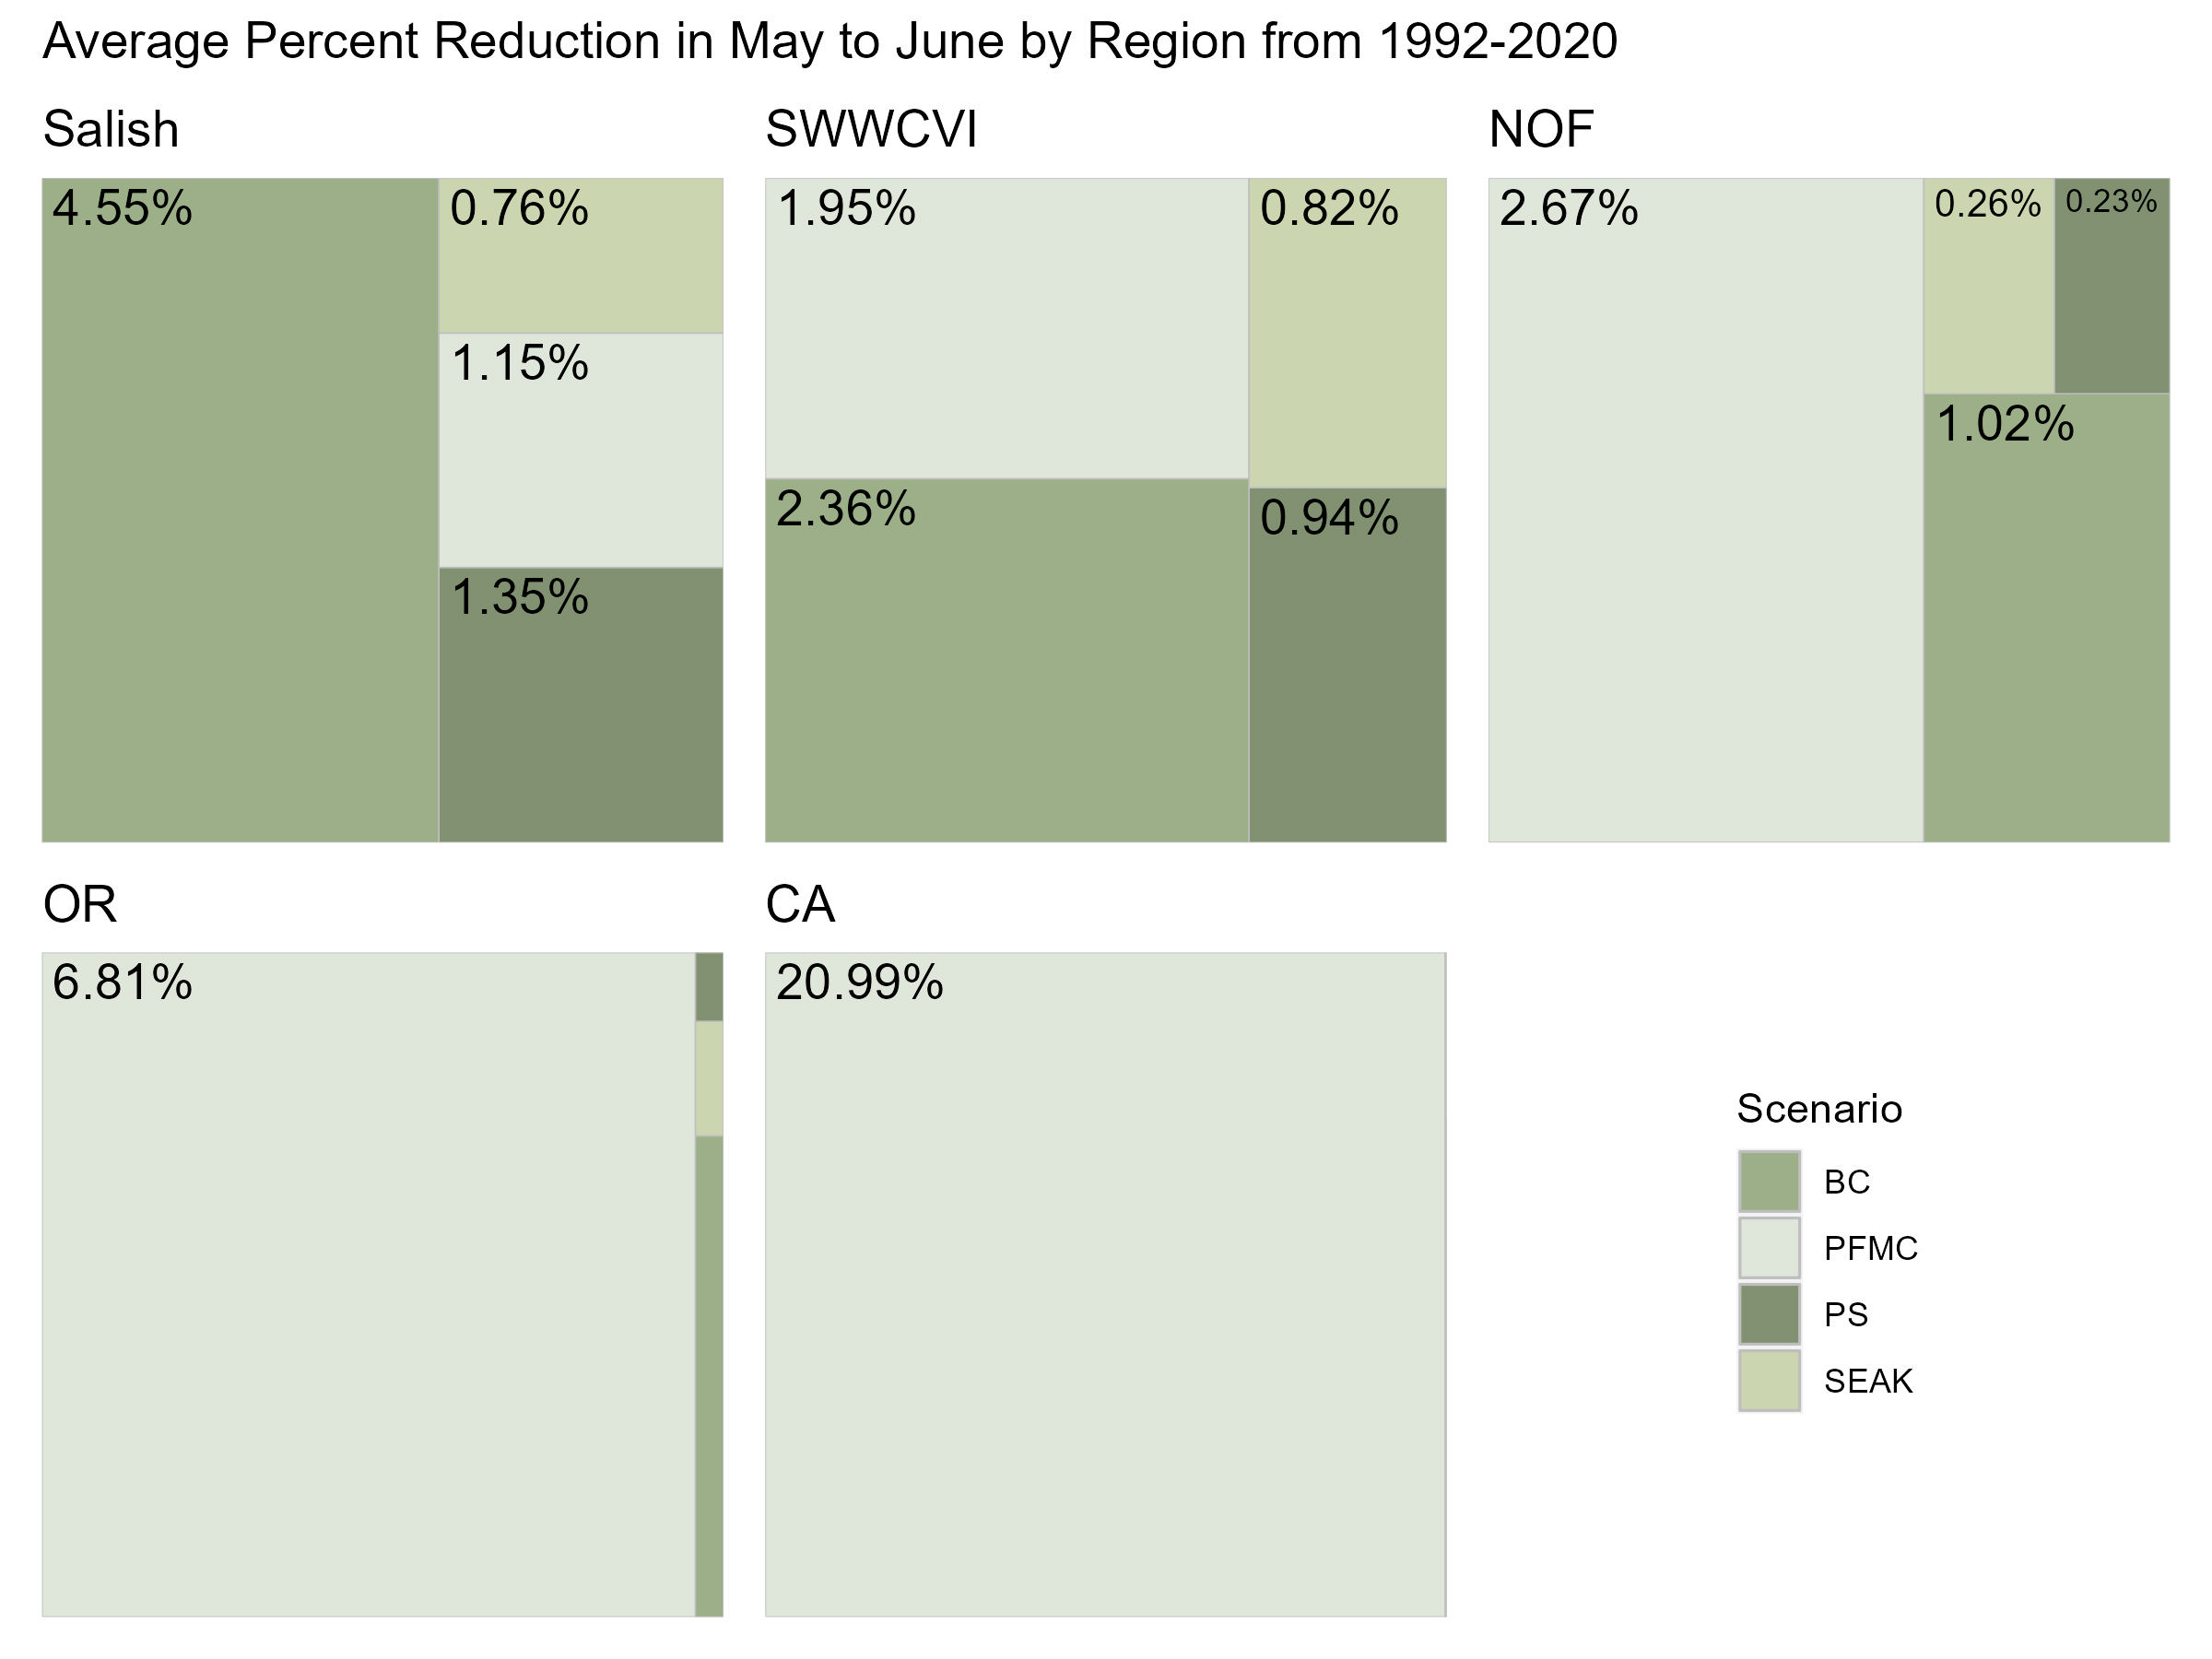 Average Percent Reduction in May to June by Region from 1992-2020
Salish
SWWCVI
NOF
4.55%
0.76%
1.15%
1.35%
1.95%
0.82%
2.36%
0.94%
2.67%
0.26%
0.23%
1.02%
OR
CA
6.81%
20.99%
Scenario
BC
PFMC
PS
SEAK